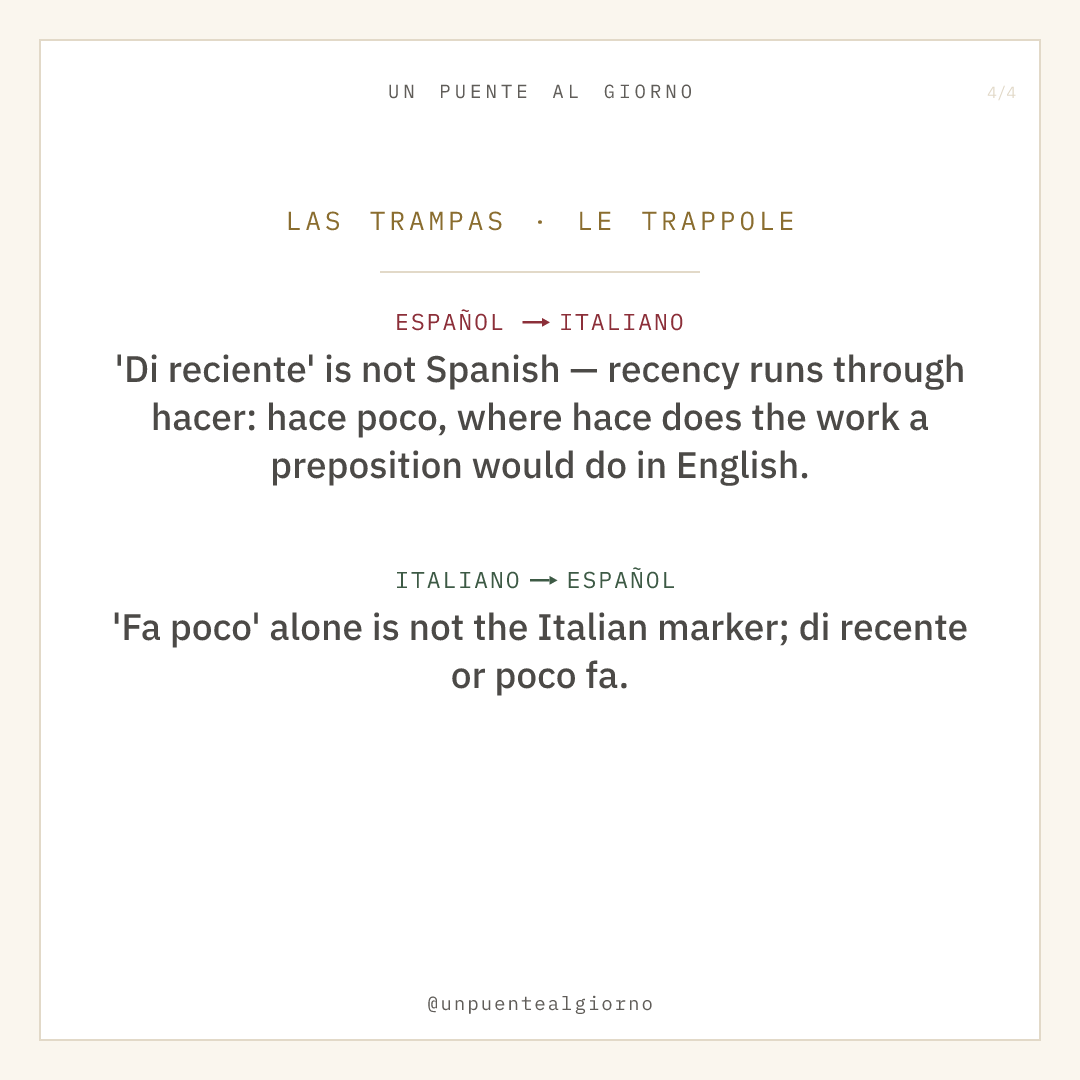 UN PUENTE AL GIORNO
4/4
LAS TRAMPAS · LE TRAPPOLE
ESPAÑOL → ITALIANO
'Di reciente' is not Spanish — recency runs through
hacer: hace poco, where hace does the work a
preposition would do in English.
ITALIANO → ESPAÑOL
'Fa poco' alone is not the Italian marker; di recente
or poco fa.
@unpuentealgiorno